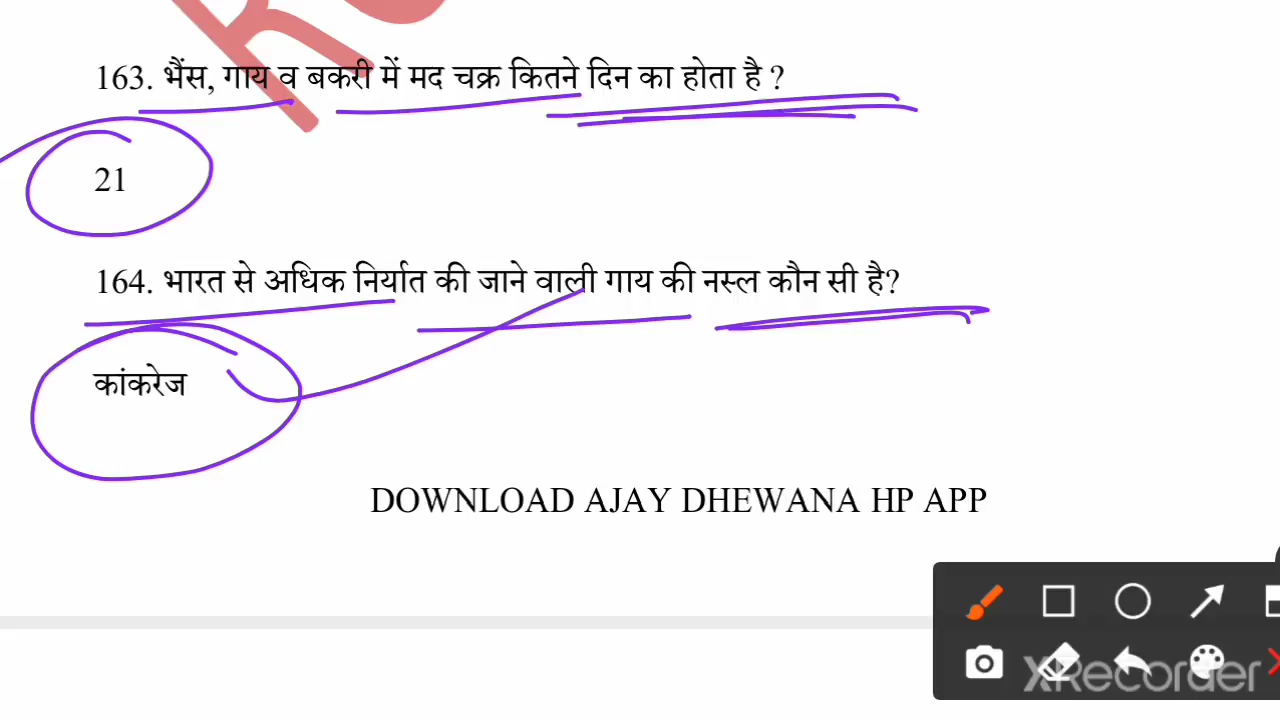 163. भैंस, गाय व बकरी में मद चक्र कितने दिन का होता है ?
21
164. भारत से अधिक निर्यात की जाने वाली गाय की नस्ल कौन सी है?
कांकरेज
DOWNLOAD AJAY DHEWANA HP APP
XRecorder